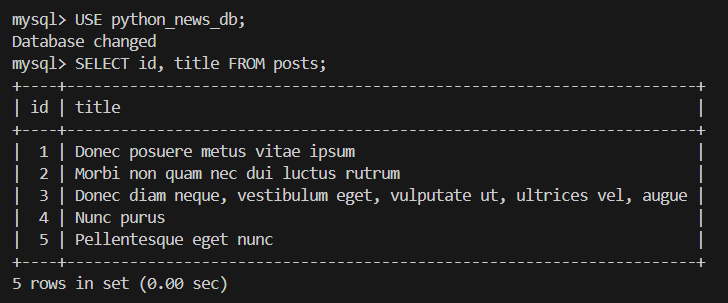 mysql> USE python_news_db;
Database changed
mysql> SELECT id, title FROM posts;
+----+---------------------------------------------------------------------+
| id | title                                                               |
+----+---------------------------------------------------------------------+
|  1 | Donec posuere metus vitae ipsum                                     |
|  2 | Morbi non quam nec dui luctus rutrum                                |
|  3 | Donec diam neque, vestibulum eget, vulputate ut, ultrices vel, augue |
|  4 | Nunc purus                                                          |
|  5 | Pellentesque eget nunc                                              |
+----+---------------------------------------------------------------------+
5 rows in set (0.00 sec)